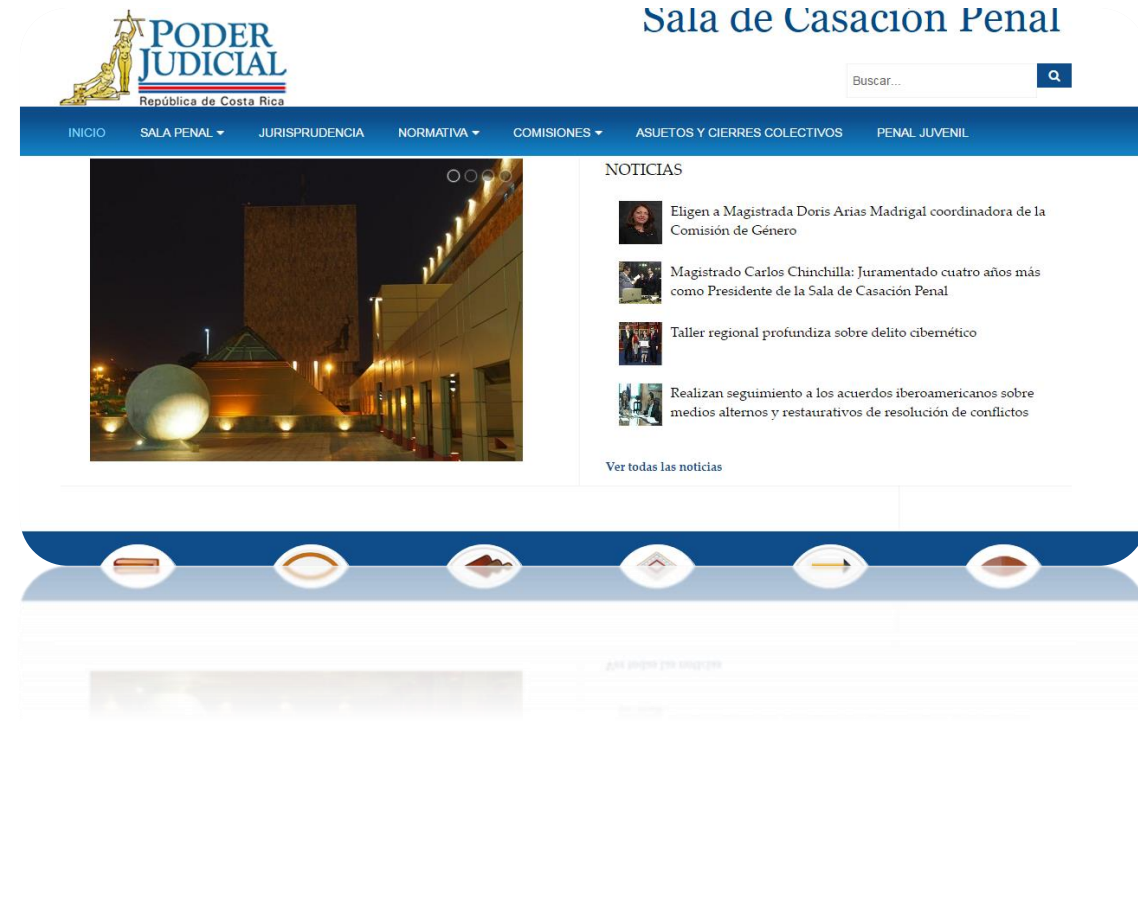 Sala de Casación Penal
PODER
JUDICIAL
República de Costa Rica
Buscar...
INICIO SALA PENAL JURISPRUDENCIA NORMATIVA COMISIONES ASUETOS Y CIERRES COLECTIVOS PENAL JUVENIL
NOTICIAS
Eligen a Magistrada Doris Arias Madrigal coordinadora de la
Comisión de Género
Magistrado Carlos Chinchilla: Juramentado cuatro años más
como Presidente de la Sala de Casación Penal
Taller regional profundiza sobre delito cibernético
Realizan seguimiento a los acuerdos iberoamericanos sobre
medios alternos y restaurativos de resolución de conflictos
Ver todas las noticias